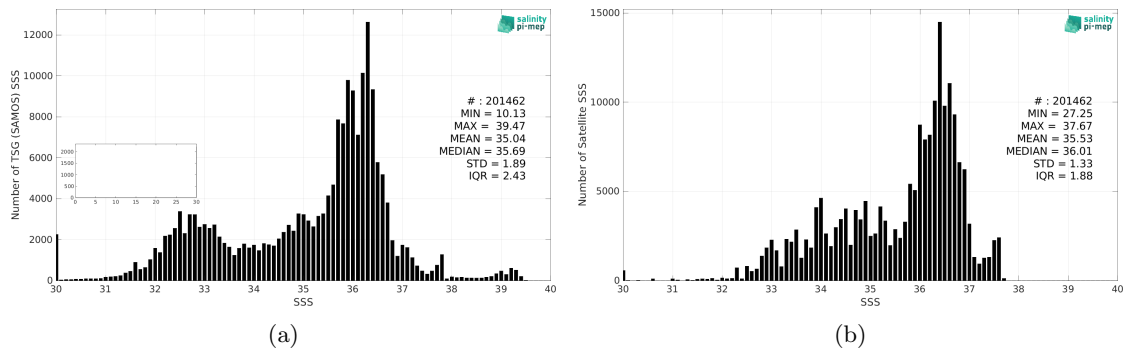 salinity
pi-mep
12000
10000
8000
6000
4000
2000
0
Number of TSG (SAMOS) SSS
# : 201462
MIN = 10.13
MAX = 39.47
MEAN = 35.04
MEDIAN = 35.69
STD = 1.89
IQR = 2.43
2000
1500
1000
500
0
0 5 10 15 20 25 30
30 31 32 33 34 35 36 37 38 39 40
SSS
(a)
salinity
pi-mep
15000
10000
5000
0
Number of Satellite SSS
# : 201462
MIN = 27.25
MAX = 37.67
MEAN = 35.53
MEDIAN = 36.01
STD = 1.33
IQR = 1.88
30 31 32 33 34 35 36 37 38 39 40
SSS
(b)